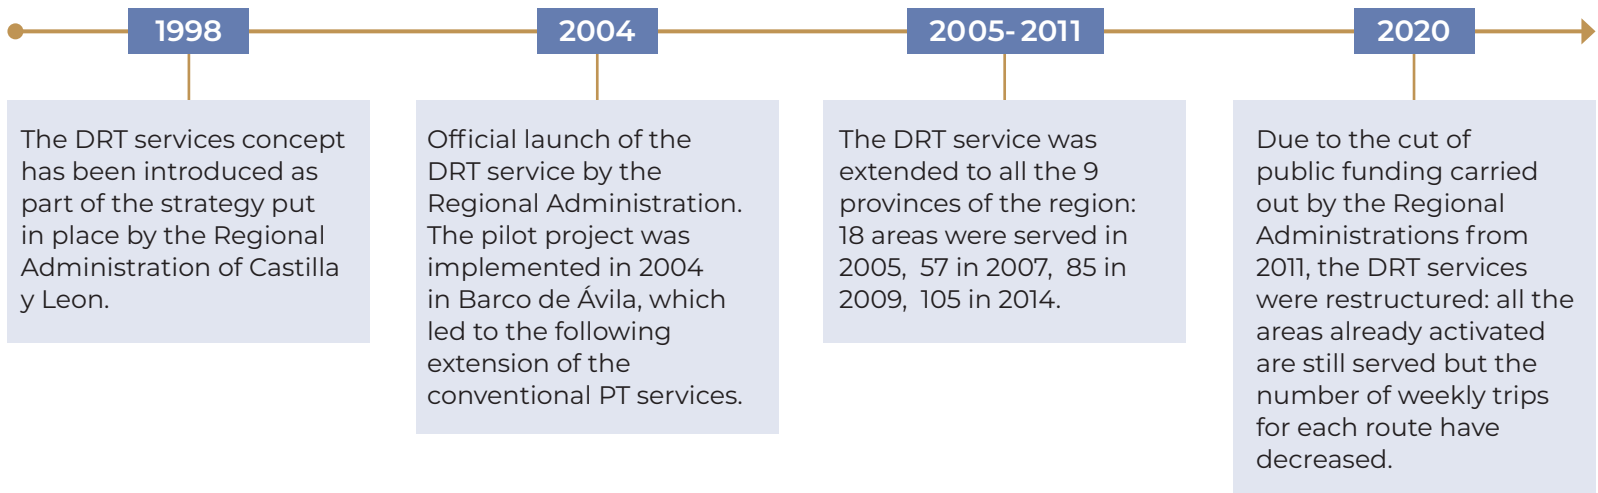 1998
The DRT services concept
has been introduced as
part of the strategy put
in place by the Regional
Administration of Castilla
y Leon.
2004
Official launch of the
DRT service by the
Regional Administration.
The pilot project was
implemented in 2004
in Barco de Ávila, which
led to the following
extension of the
conventional PT services.
2005-2011
The DRT service was
extended to all the 9
provinces of the region:
18 areas were served in
2005, 57 in 2007, 85 in
2009, 105 in 2014.
2020
Due to the cut of
public funding carried
out by the Regional
Administrations from
2011, the DRT services
were restructured: all the
areas already activated
are still served but the
number of weekly trips
for each route have
decreased.